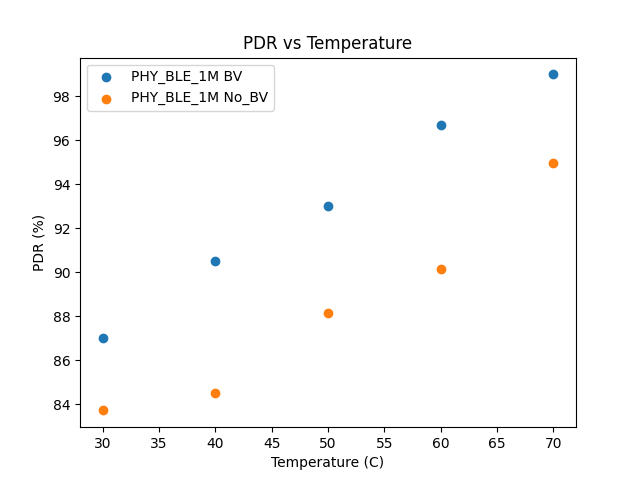 PDR vs Temperature
PHY_BLE_1M BV
PHY_BLE_1M No_BV
98
96
94
92
90
88
86
84
PDR (%)
30 35 40 45 50 55 60 65 70
Temperature (C)